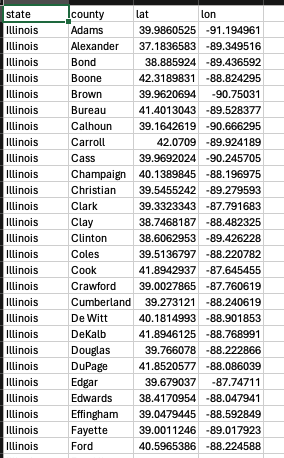 state county lat lon
Illinois Adams 39.9860525 -91.194961
Illinois Alexander 37.1836583 -89.349516
Illinois Bond 38.885924 -89.436592
Illinois Boone 42.3189831 -88.824295
Illinois Brown 39.9620694 -90.75031
Illinois Bureau 41.4013043 -89.528377
Illinois Calhoun 39.1642619 -90.666295
Illinois Carroll 42.0709 -89.924189
Illinois Cass 39.9692024 -90.245705
Illinois Champaign 40.1389845 -88.196975
Illinois Christian 39.5455242 -89.279593
Illinois Clark 39.3332343 -87.791683
Illinois Clay 38.7468187 -88.482325
Illinois Clinton 38.6062953 -89.426228
Illinois Coles 39.5136797 -88.220782
Illinois Cook 41.8942937 -87.645455
Illinois Crawford 39.0027865 -87.760619
Illinois Cumberland 39.273121 -88.240619
Illinois De Witt 40.1814993 -88.901853
Illinois DeKalb 41.8946125 -88.768991
Illinois Douglas 39.766078 -88.222866
Illinois DuPage 41.8520577 -88.086039
Illinois Edgar 39.679037 -87.74711
Illinois Edwards 38.4170954 -88.047941
Illinois Effingham 39.0479445 -88.592849
Illinois Fayette 39.0011246 -89.017923
Illinois Ford 40.5965386 -88.224588